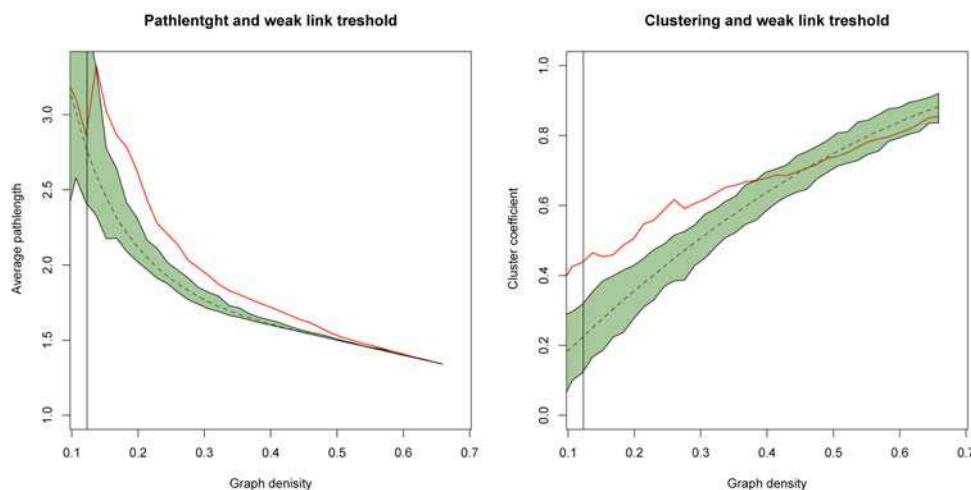 Pathlentght and weak link treshold
Average pathlength
3.0
2.5
2.0
1.5
1.0
0.1 0.2 0.3 0.4 0.5 0.6 0.7
Graph denisity
Clustering and weak link treshold
Cluster coefficient
1.0
0.8
0.6
0.4
0.2
0.0
0.1 0.2 0.3 0.4 0.5 0.6 0.7
Graph denisity